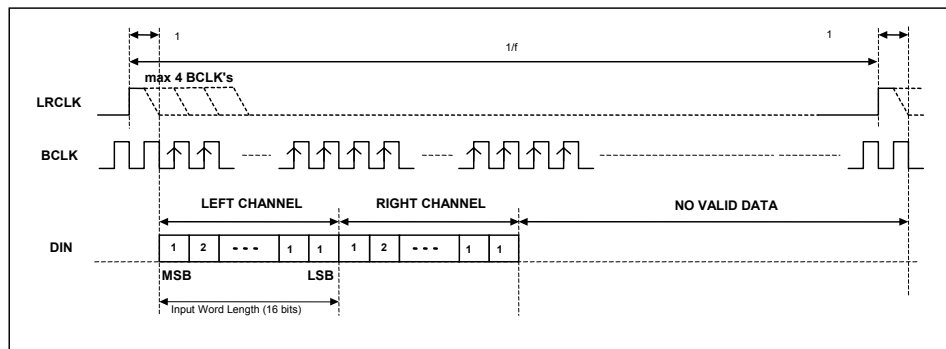 1 1
1/f
max 4 BCLK's
LRCLK
BCLK
LEFT CHANNEL RIGHT CHANNEL NO VALID DATA
DIN 1 2 1 1 1 2 1 1
MSB LSB
Input Word Length (16 bits)